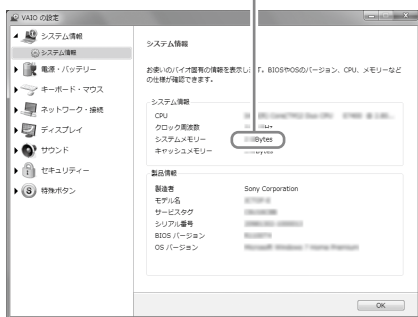 VAIO の設定
システム情報
システム情報
電源・バッテリー
キーボード・マウス
ネットワーク・接続
ディスプレイ
サウンド
セキュリティー
特殊ボタン
システム情報
お使いのバイオ固有の情報を表示します。BIOSやOSのバージョン、CPU、メモリーなど
の仕様が確認できます。
システム情報
CPU
クロック周波数 Hz
システムメモリー Bytes
キャッシュメモリー Bytes
製品情報
製造者 Sony Corporation
モデル名
サービスタグ
シリアル番号
BIOS バージョン
OS バージョン
OK